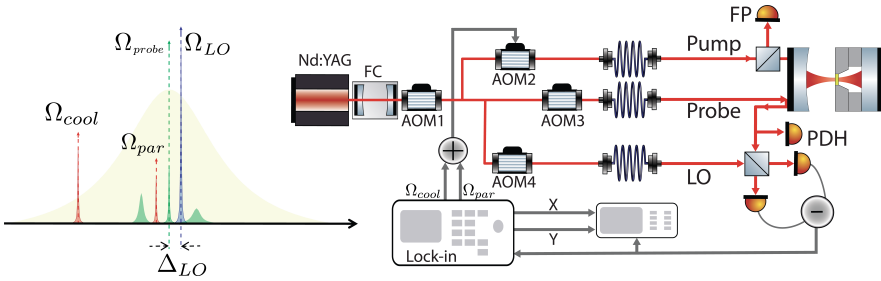 Ω_cool
Ω_par
Ω_probe
Ω_LO
Δ_LO
Nd:YAG
FC
AOM1
AOM2
AOM3
AOM4
Pump
Probe
LO
FP
PDH
+
−
Ω_cool
Ω_par
X
Y
Lock-in